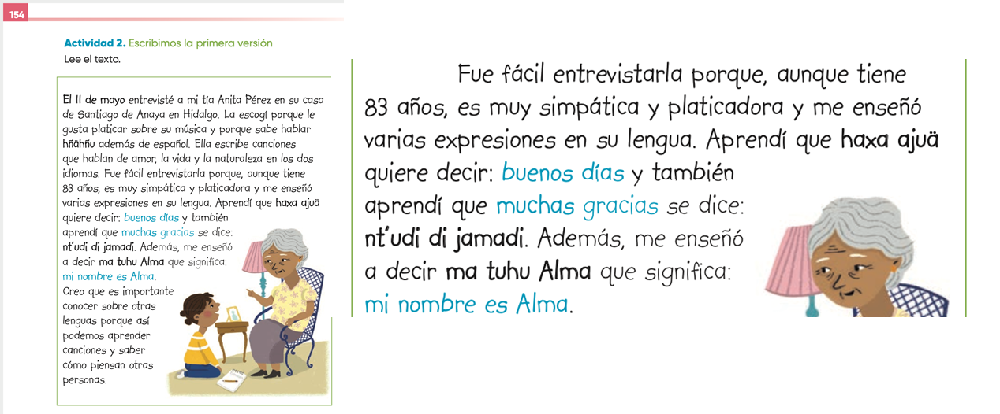 154
Actividad 2. Escribimos la primera versión
Lee el texto.
El 11 de mayo entrevisté a mi tía Anita Pérez en su casa
de Santiago de Anaya en Hidalgo. La escogí porque le
gusta platicar sobre su música y porque sabe hablar
hñähñu además de español. Ella escribe canciones
que hablan de amor, la vida y la naturaleza en los dos
idiomas. Fue fácil entrevistarla porque, aunque tiene
83 años, es muy simpática y platicadora y me enseñó
varias expresiones en su lengua. Aprendí que haxa ajuä
quiere decir: buenos días y también
aprendí que muchas gracias se dice:
nt'udi di jamadi. Además, me enseñó
a decir ma tuhu Alma que significa:
mi nombre es Alma.
Creo que es importante
conocer sobre otras
lenguas porque así
podemos aprender
canciones y saber
cómo piensan otras
personas.
Fue fácil entrevistarla porque, aunque tiene
83 años, es muy simpática y platicadora y me enseñó
varias expresiones en su lengua. Aprendí que haxa ajuä
quiere decir: buenos días y también
aprendí que muchas gracias se dice:
nt'udi di jamadi. Además, me enseñó
a decir ma tuhu Alma que significa:
mi nombre es Alma.